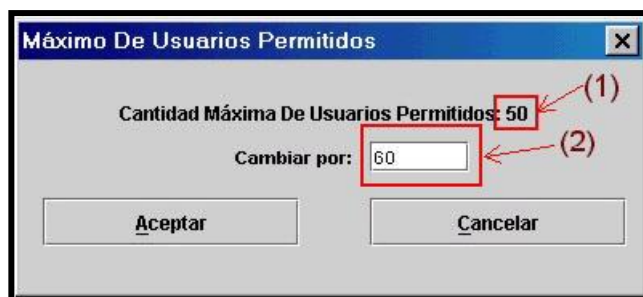 Máximo De Usuarios Permitidos
(1)
Cantidad Máxima De Usuarios Permitidos: 50
Cambiar por: 60
(2)
Aceptar
Cancelar